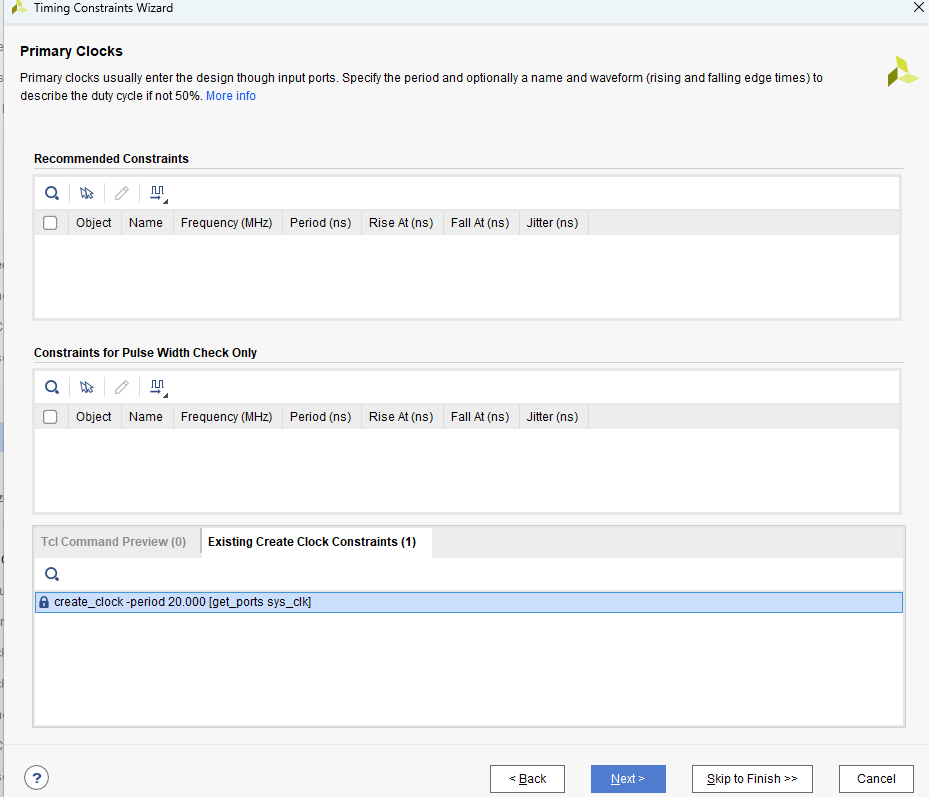 Timing Constraints Wizard
Primary Clocks
Primary clocks usually enter the design though input ports. Specify the period and optionally a name and waveform (rising and falling edge times) to
describe the duty cycle if not 50%. More info
Recommended Constraints
Object Name Frequency (MHz) Period (ns) Rise At (ns) Fall At (ns) Jitter (ns)
Constraints for Pulse Width Check Only
Object Name Frequency (MHz) Period (ns) Rise At (ns) Fall At (ns) Jitter (ns)
Tcl Command Preview (0) Existing Create Clock Constraints (1)
create_clock -period 20.000 [get_ports sys_clk]
? < Back Next > Skip to Finish >> Cancel